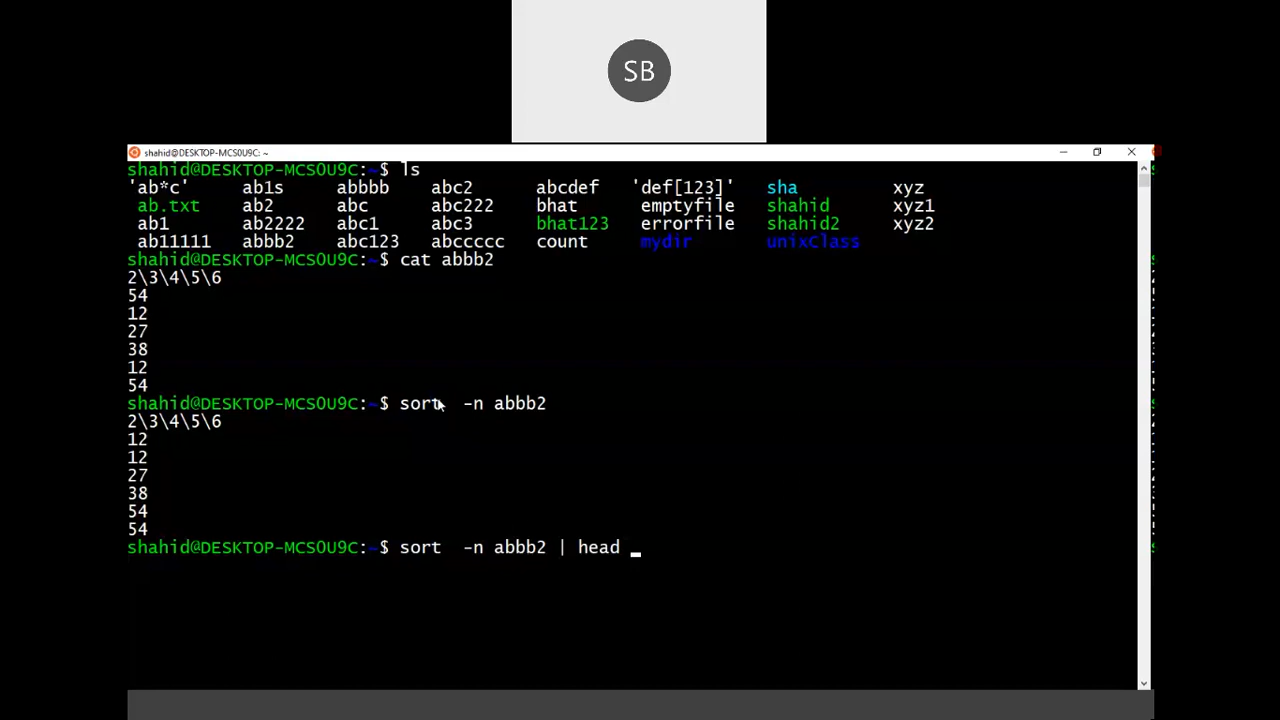 SB
shahid@DESKTOP-MCS0U9C: ~
shahid@DESKTOP-MCS0U9C:~$ ls
'ab*c' ab1s abbbb abc2 abcdef 'def[123]' sha xyz
ab.txt ab2 abc abc222 bhat emptyfile shahid xyz1
ab1 ab2222 abc1 abc3 bhat123 errorfile shahid2 xyz2
ab11111 abbb2 abc123 abccccc count mydir unixClass
shahid@DESKTOP-MCS0U9C:~$ cat abbb2
2\3\4\5\6
54
12
27
38
12
54
shahid@DESKTOP-MCS0U9C:~$ sort  -n abbb2
2\3\4\5\6
12
12
27
38
54
54
shahid@DESKTOP-MCS0U9C:~$ sort  -n abbb2 | head _